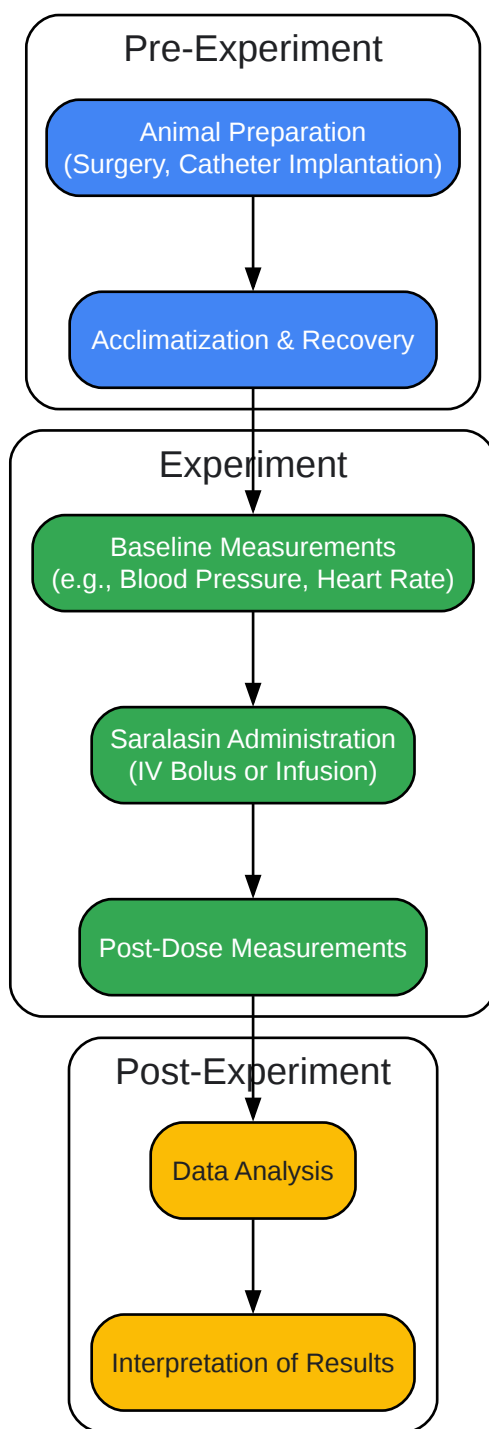 Pre-Experiment
Animal Preparation
(Surgery, Catheter Implantation)
Acclimatization & Recovery
Experiment
Baseline Measurements
(e.g., Blood Pressure, Heart Rate)
Saralasin Administration
(IV Bolus or Infusion)
Post-Dose Measurements
Post-Experiment
Data Analysis
Interpretation of Results